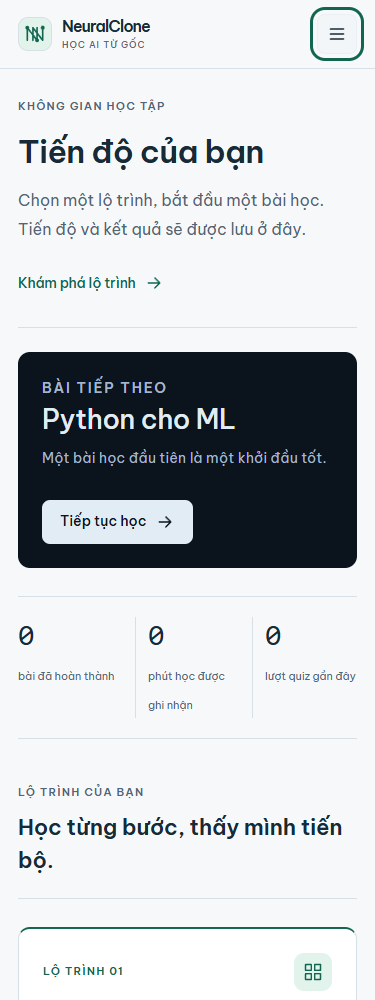 NeuralClone
HỌC AI TỪ GỐC
KHÔNG GIAN HỌC TẬP
Tiến độ của bạn
Chọn một lộ trình, bắt đầu một bài học.
Tiến độ và kết quả sẽ được lưu ở đây.
Khám phá lộ trình
BÀI TIẾP THEO
Python cho ML
Một bài học đầu tiên là một khởi đầu tốt.
Tiếp tục học
0
bài đã hoàn thành
0
phút học được
ghi nhận
0
lượt quiz gần đây
LỘ TRÌNH CỦA BẠN
Học từng bước, thấy mình tiến
bộ.
LỘ TRÌNH 01